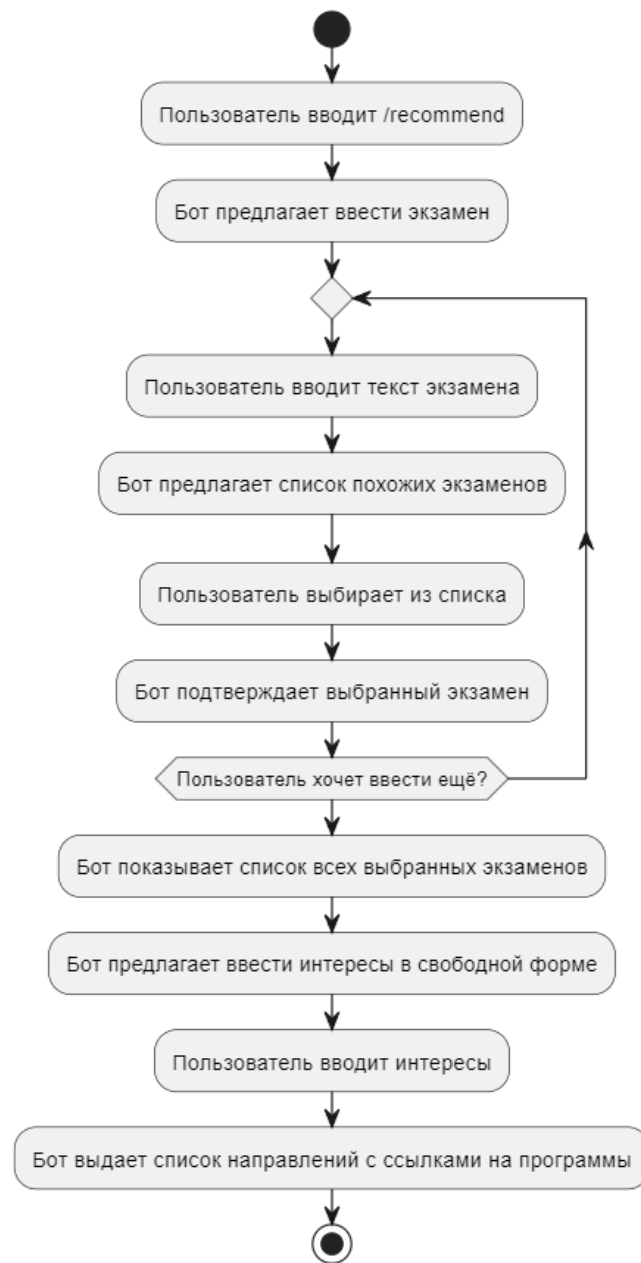 Пользователь вводит /recommend
Бот предлагает ввести экзамен
Пользователь вводит текст экзамена
Бот предлагает список похожих экзаменов
Пользователь выбирает из списка
Бот подтверждает выбранный экзамен
Пользователь хочет ввести ещё?
Бот показывает список всех выбранных экзаменов
Бот предлагает ввести интересы в свободной форме
Пользователь вводит интересы
Бот выдает список направлений с ссылками на программы